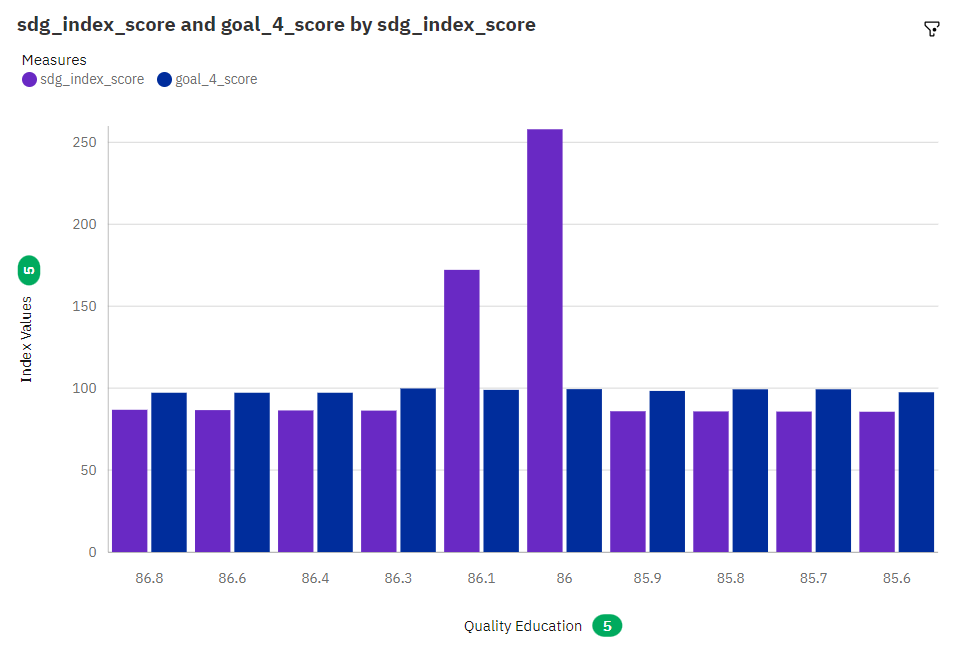 sdg_index_score and goal_4_score by sdg_index_score
Measures
sdg_index_score goal_4_score
250
200
150
100
50
0
Index Values 5
86.8 86.6 86.4 86.3 86.1 86 85.9 85.8 85.7 85.6
Quality Education 5